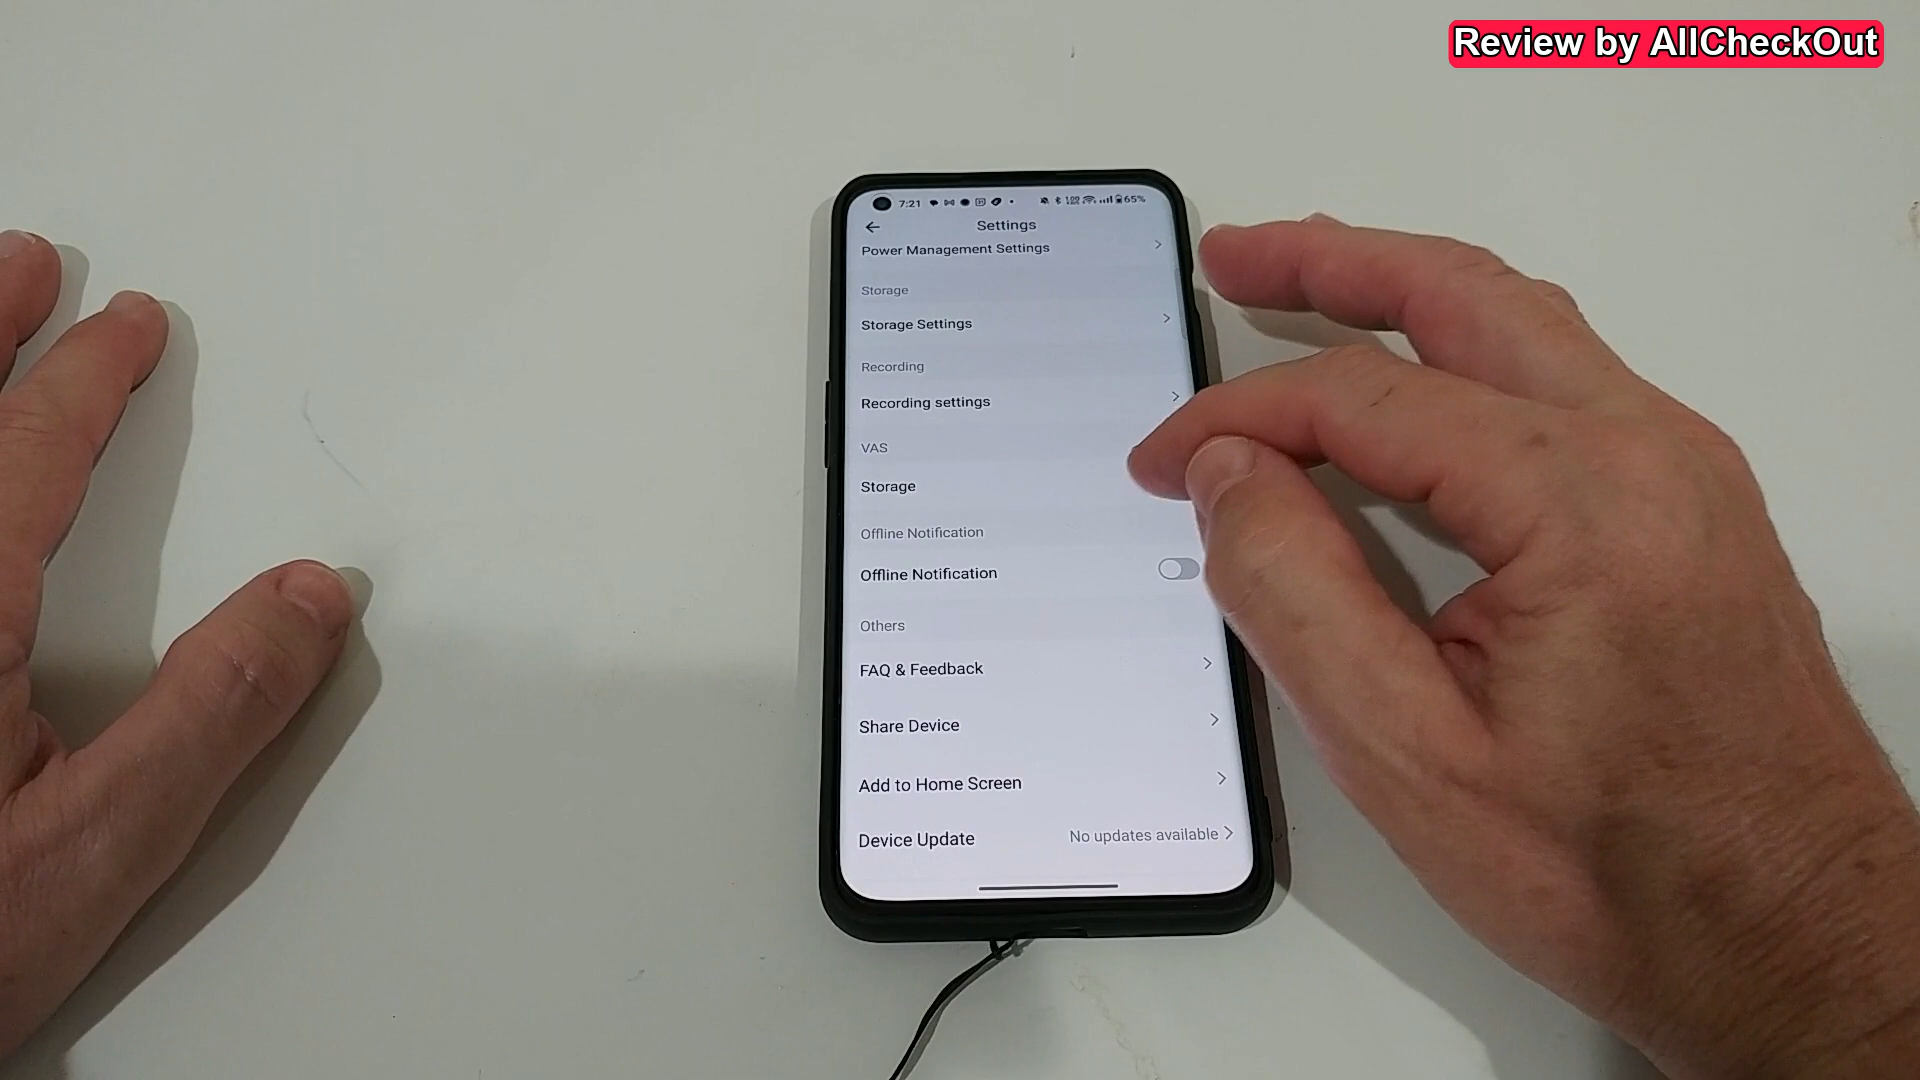 Review by AllCheckOut
7:21
65%
Settings
Power Management Settings
Storage
Storage Settings
Recording
Recording settings
VAS
Storage
Offline Notification
Offline Notification
Others
FAQ & Feedback
Share Device
Add to Home Screen
Device Update
No updates available